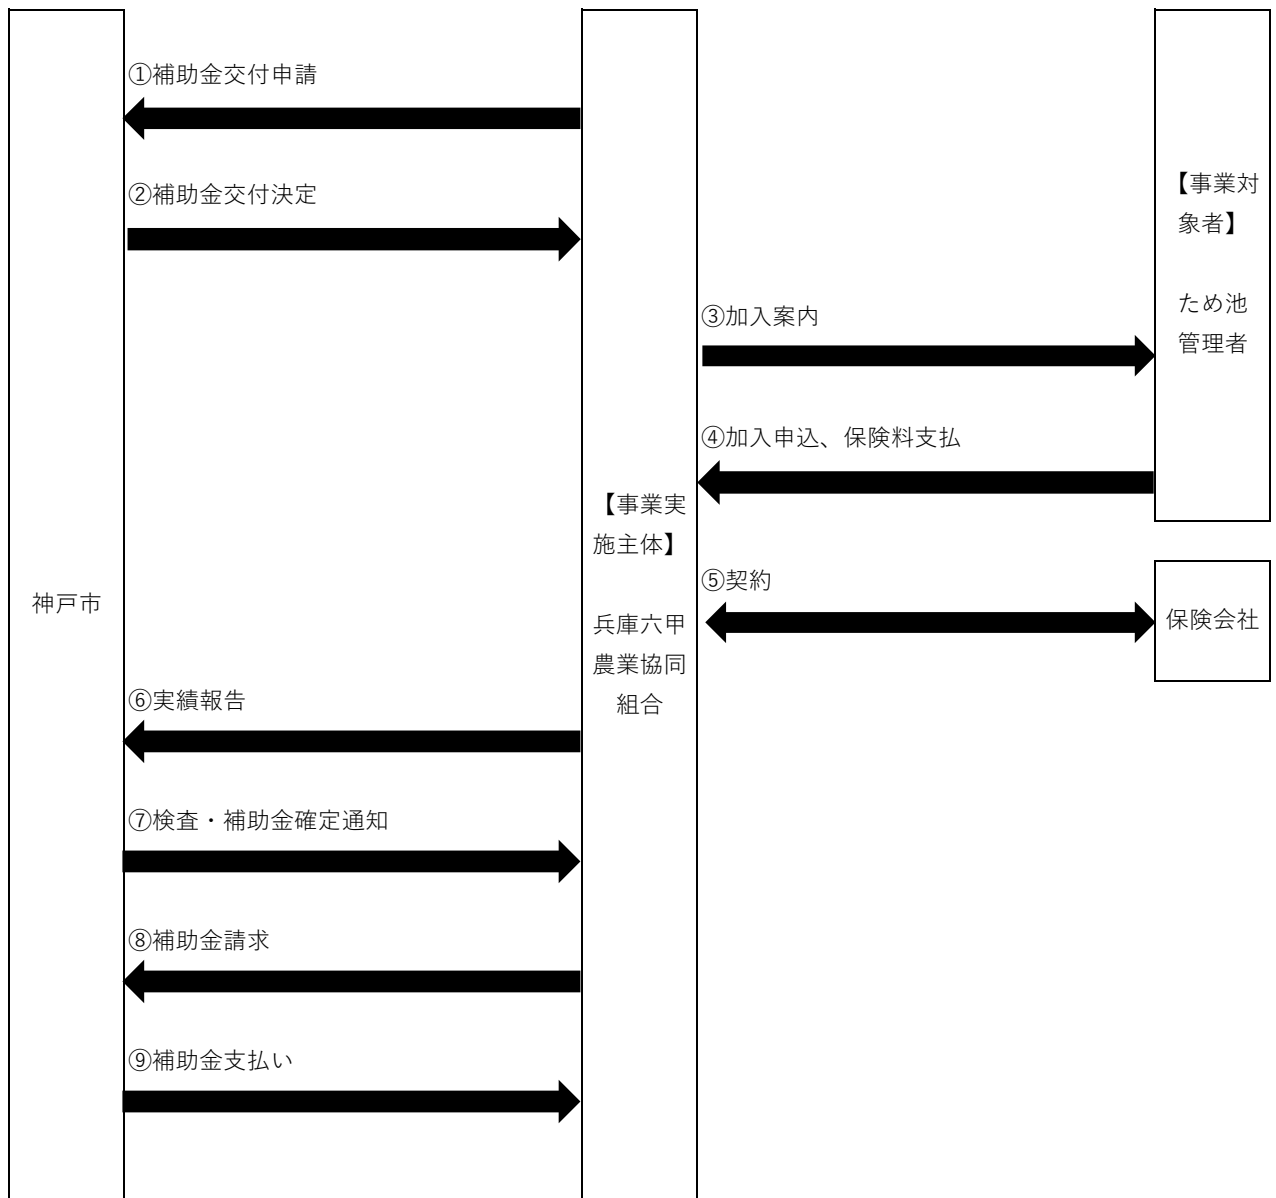 ①補助金交付申請
②補助金交付決定
【事業対
象者】
ため池
管理者
③加入案内
④加入申込、保険料支払
【事業実
施主体】
兵庫六甲
農業協同
組合
⑤契約
神戸市
保険会社
⑥実績報告
⑦検査・補助金確定通知
⑧補助金請求
⑨補助金支払い